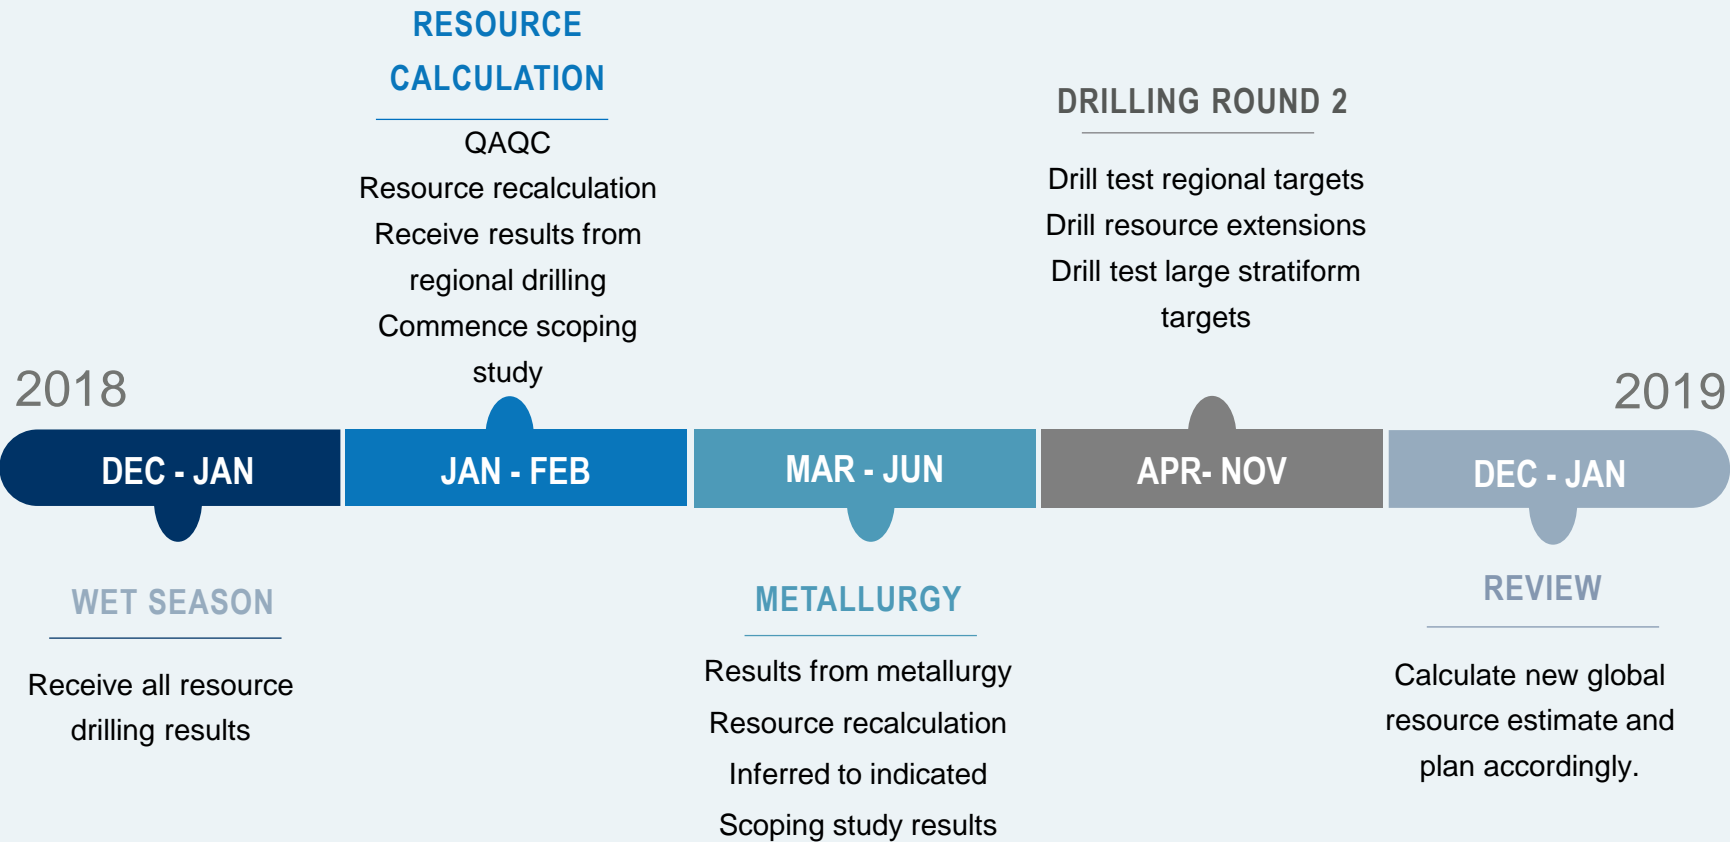 RESOURCE
CALCULATION
QAQC
Resource recalculation
Receive results from
regional drilling
Commence scoping
study
DRILLING ROUND 2
Drill test regional targets
Drill resource extensions
Drill test large stratiform
targets
2018
2019
DEC - JAN
JAN - FEB
MAR - JUN
APR- NOV
DEC - JAN
WET SEASON
Receive all resource
drilling results
METALLURGY
Results from metallurgy
Resource recalculation
Inferred to indicated
Scoping study results
REVIEW
Calculate new global
resource estimate and
plan accordingly.